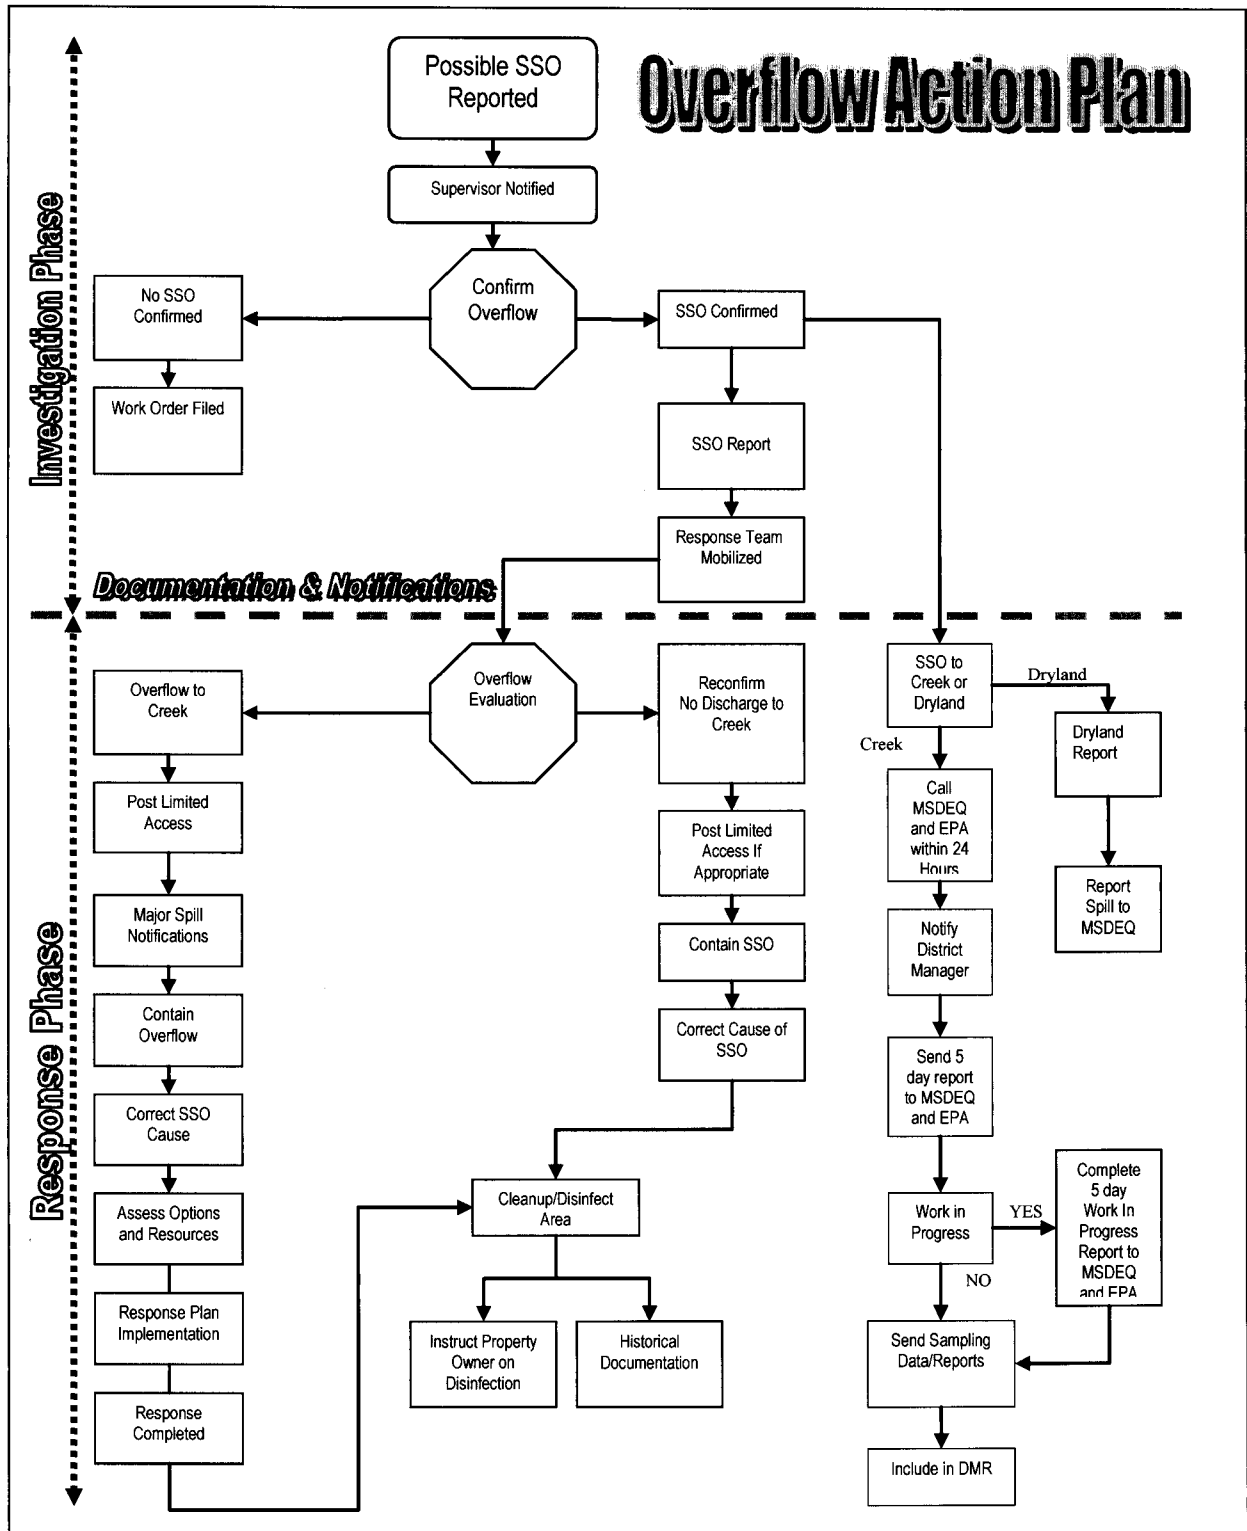 Possible SSO
Reported
Overflow Action Plan
Supervisor Notified
Investigation Phase
Confirm
Overflow
No SSO
Confirmed
SSO Confirmed
Work Order Filed
SSO Report
Response Team
Mobilized
Documentation & Notifications
Response Phase
Overflow
Evaluation
Overflow to
Creek
Post Limited
Access
Major Spill
Notifications
Contain
Overflow
Correct SSO
Cause
Assess Options
and Resources
Response Plan
Implementation
Response
Completed
Reconfirm
No Discharge to
Creek
Post Limited
Access If
Appropriate
Contain SSO
Correct Cause of
SSO
Cleanup/Disinfect
Area
Instruct Property
Owner on
Disinfection
Historical
Documentation
SSO to
Creek or
Dryland
Dryland
Dryland
Report
Report
Spill to
MSDEQ
Creek
Call
MSDEQ
and EPA
within 24
Hours
Notify
District
Manager
Send 5
day report
to MSDEQ
and EPA
Work in
Progress
YES
Complete
5 day
Work In
Progress
Report to
MSDEQ
and EPA
NO
Send Sampling
Data/Reports
Include in DMR